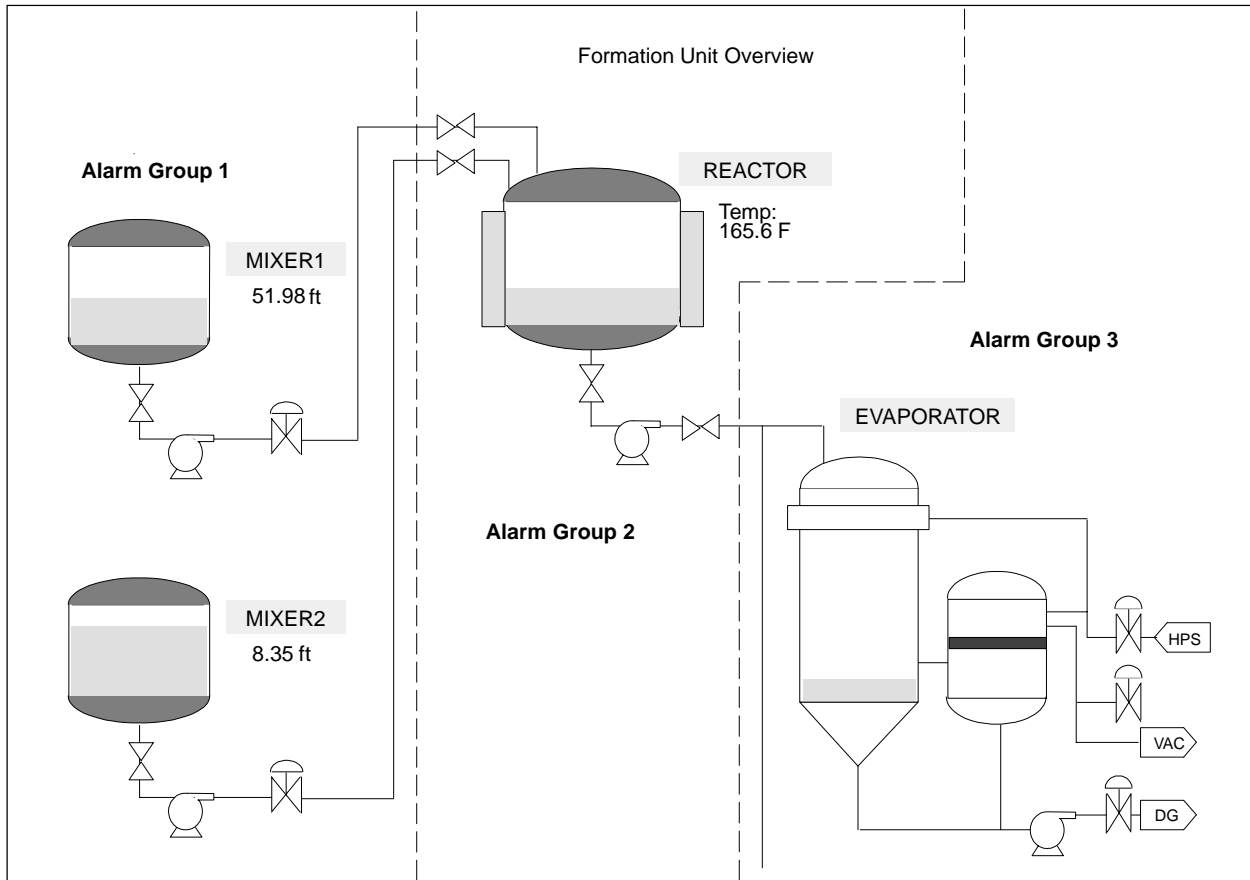 Formation Unit Overview
Alarm Group 1
REACTOR
Temp:
165.6 F
MIXER1
51.98 ft
Alarm Group 3
EVAPORATOR
Alarm Group 2
MIXER2
8.35 ft
HPS
VAC
DG